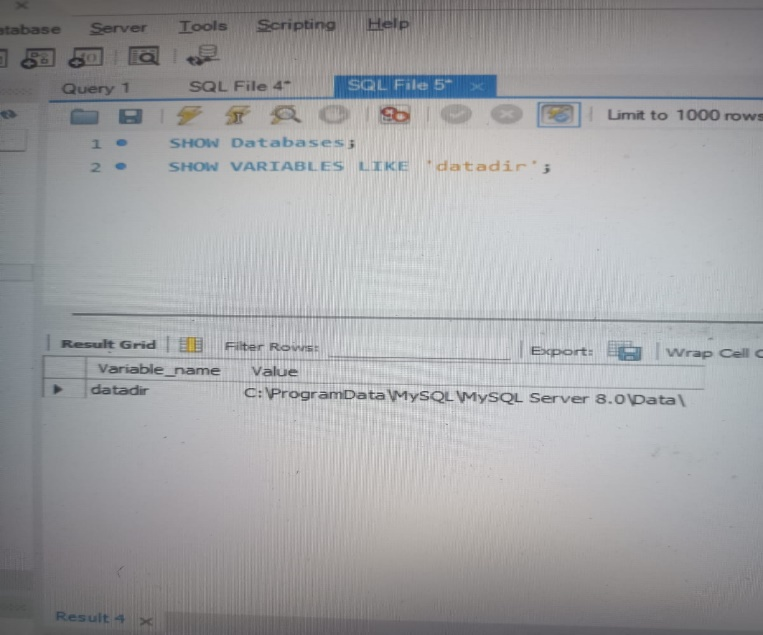 atabase Server Tools Scripting Help
Query 1 SQL File 4* SQL File 5*
Limit to 1000 rows
1 SHOW Databases;
2 SHOW VARIABLES LIKE 'datadir';
Result Grid Filter Rows: Export: Wrap Cell C
Variable_name Value
datadir C:\ProgramData\MySQL\MySQL Server 8.0\Data\
Result 4